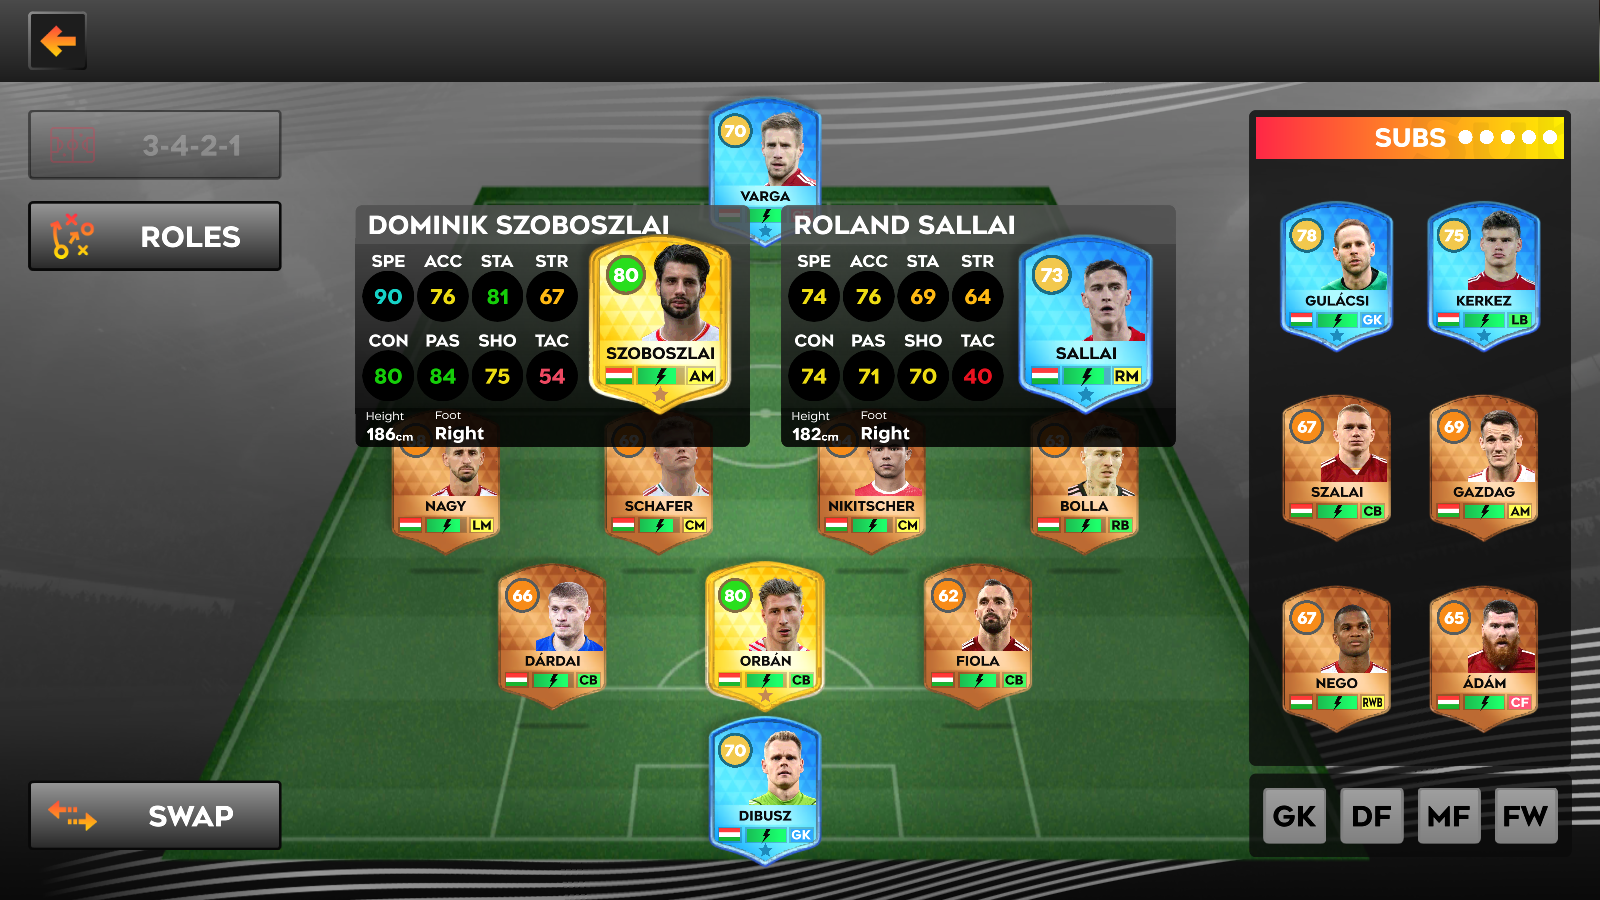 3-4-2-1
ROLES
70
VARGA
DOMINIK SZOBOSZLAI
SPE ACC STA STR
90 76 81 67
CON PAS SHO TAC
80 84 75 54
Height Foot
186cm Right
80
SZOBOSZLAI
AM
ROLAND SALLAI
SPE ACC STA STR
74 76 69 64
CON PAS SHO TAC
74 71 70 40
Height Foot
182cm Right
73
SALLAI
RM
NAGY
LM
69
SCHAFER
CM
NIKITSCHER
CM
63
BOLLA
RB
66
DÁRDAI
CB
80
ORBÁN
CB
62
FIOLA
CB
70
DIBUSZ
GK
SUBS
78
GULÁCSI
GK
75
KERKEZ
LB
67
SZALAI
CB
69
GAZDAG
AM
67
NEGO
RWB
65
ÁDÁM
CF
SWAP
GK DF MF FW